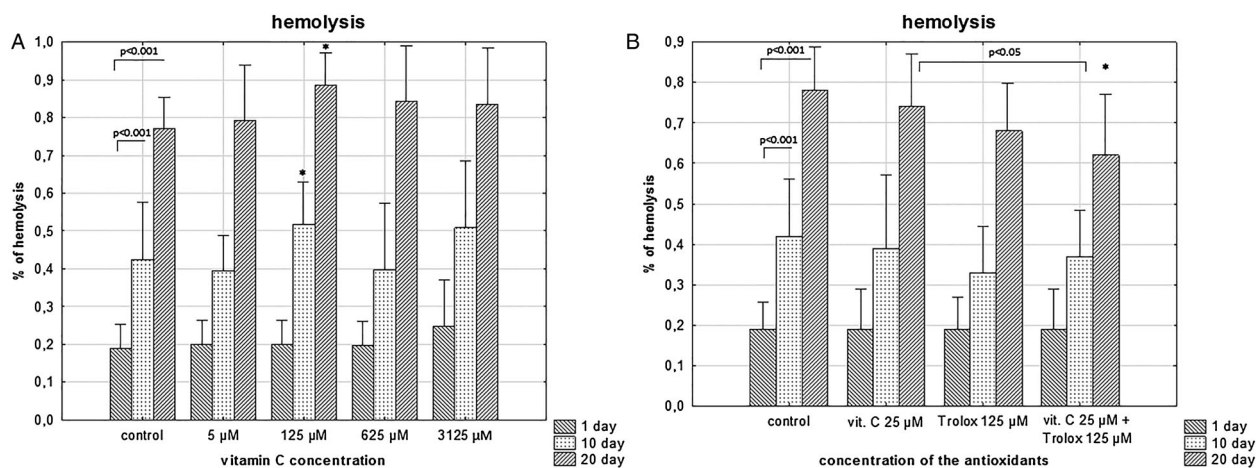 hemolysis
A
1,0
0,9
0,8
0,7
0,6
0,5
0,4
0,3
0,2
0,1
0,0
% of hemolysis
p<0.001
p<0.001
*
*
control
5 µM
125 µM
625 µM
3125 µM
vitamin C concentration
1 day
10 day
20 day
hemolysis
B
0,9
0,8
0,7
0,6
0,5
0,4
0,3
0,2
0,1
0,0
% of hemolysis
p<0.001
p<0.001
p<0.05
*
control
vit. C 25 µM
Trolox 125 µM
vit. C 25 µM +
Trolox 125 µM
concentration of the antioxidants
1 day
10 day
20 day